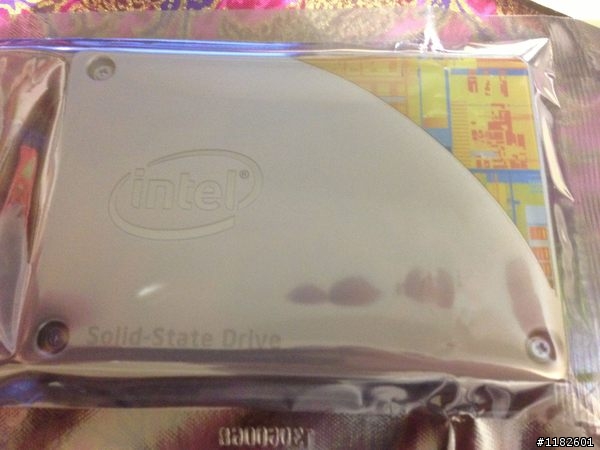 intel®
Solid-State Drive
#1182601